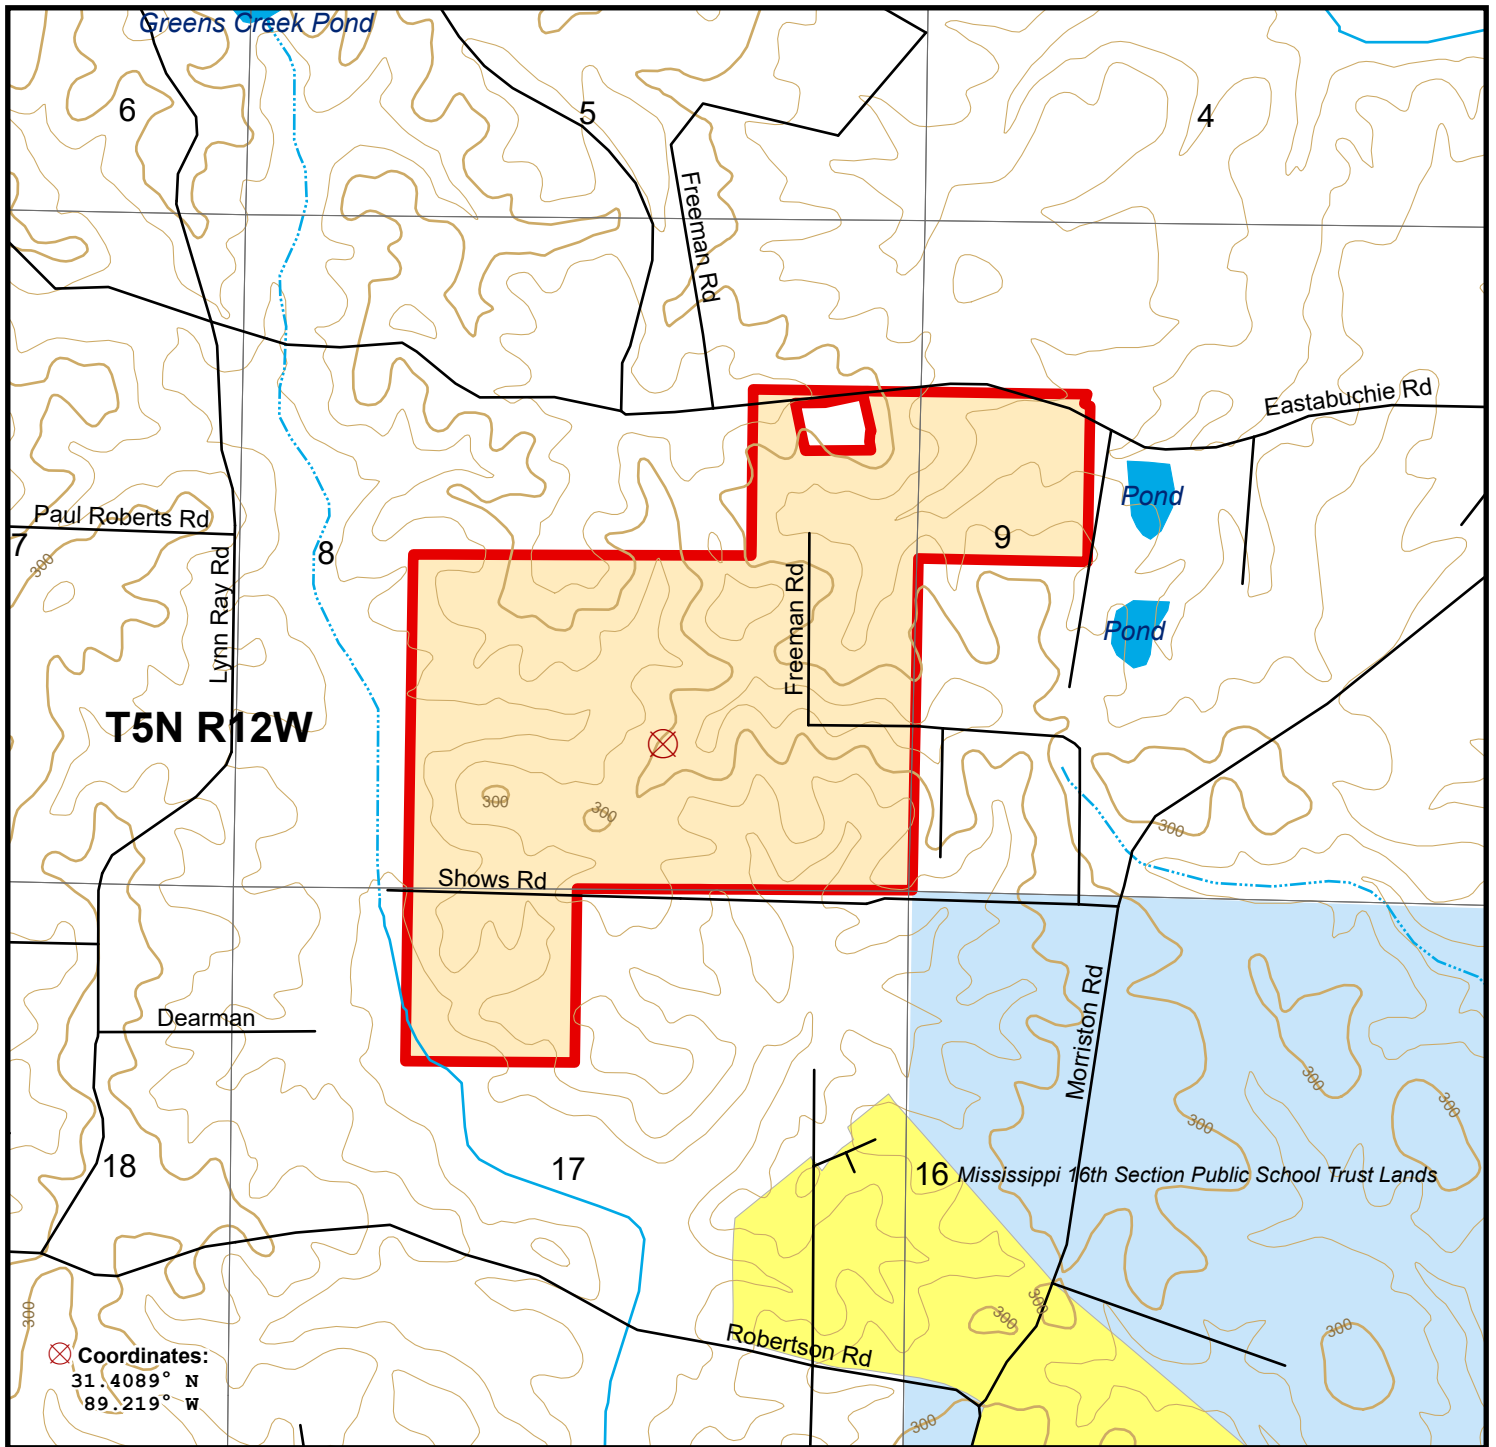 Greens Creek Pond
6
5
4
Freeman Rd
Eastabuchie Rd
Paul Roberts Rd
7
300
8
Lynn Ray Rd
9
Pond
Pond
Freeman Rd
T5N R12W
300
300
300
Shows Rd
Dearman
Morriston Rd
300
300
300
18
17
16
Mississippi 16th Section Public School Trust Lands
300
300
300
300
Robertson Rd
300
Coordinates:
31.4089° N
89.219° W